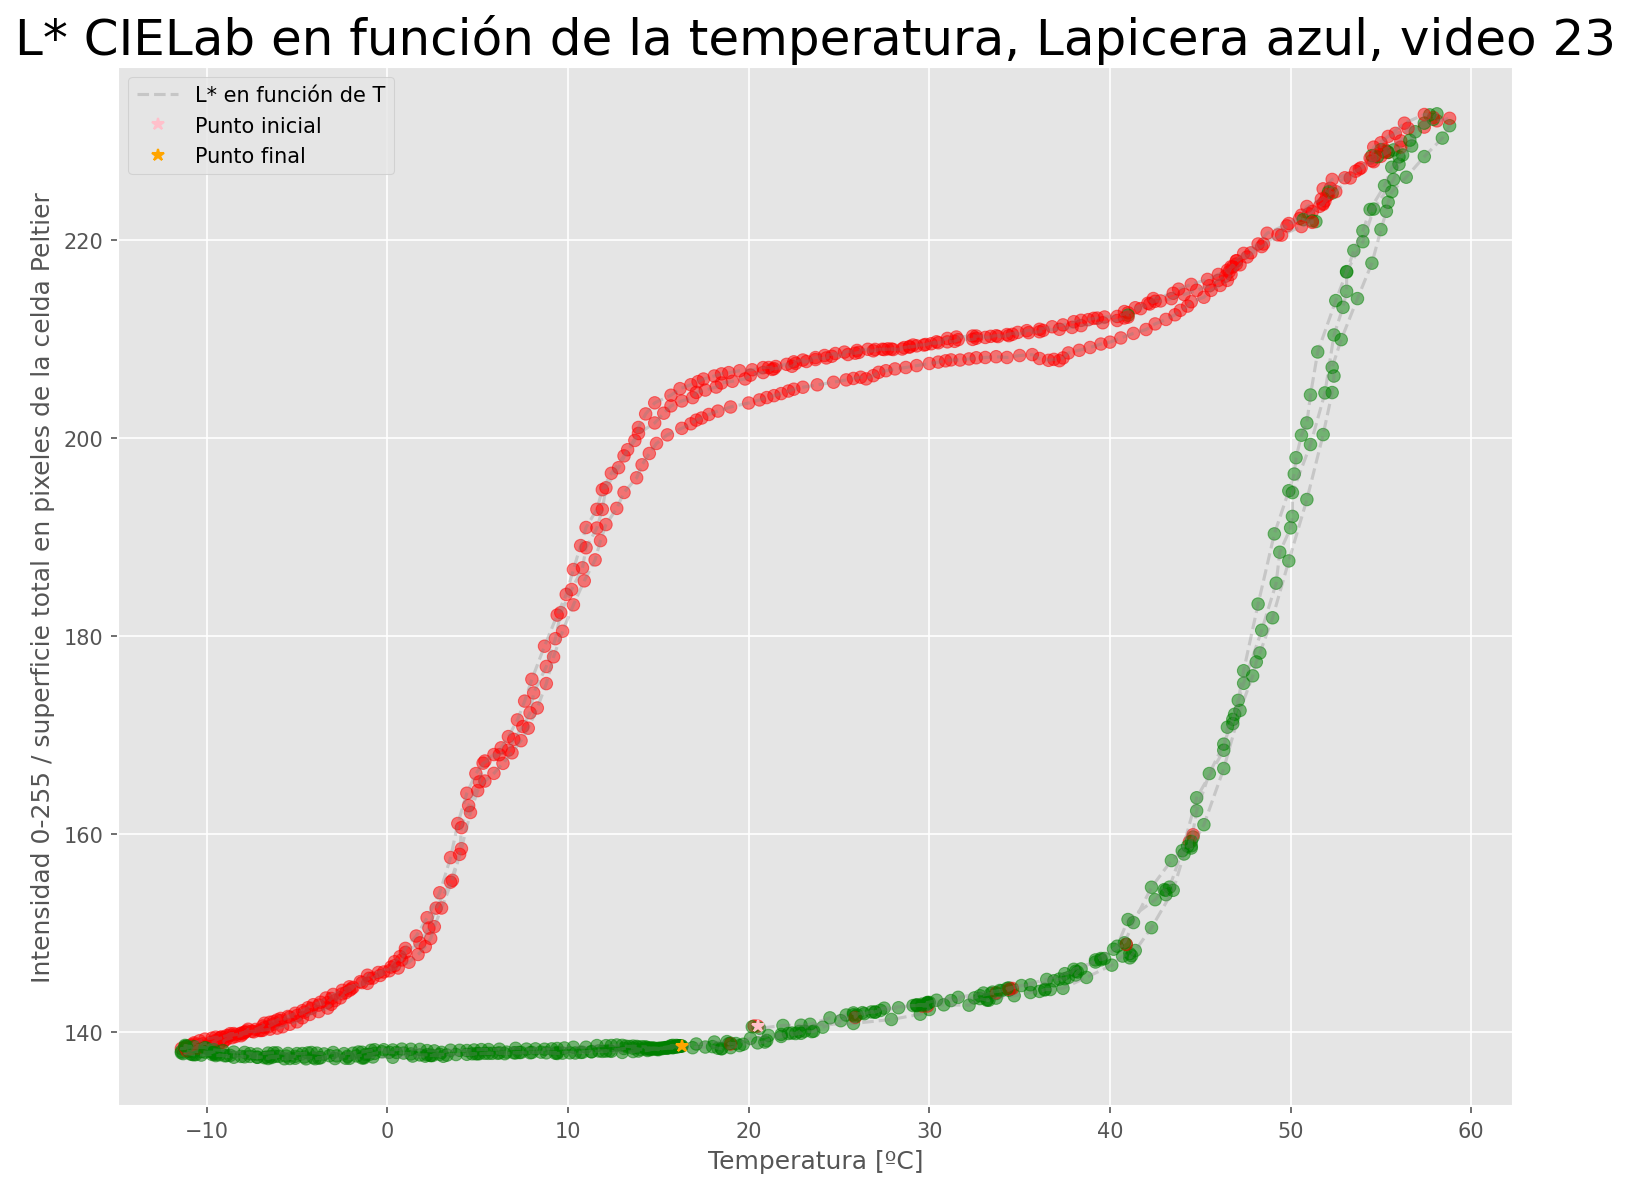 L* CIELab en función de la temperatura, Lapicera azul, video 23
L* en función de T
Punto inicial
Punto final
Intensidad 0-255 / superficie total en pixeles de la celda Peltier
220
200
180
160
140
−10 0 10 20 30 40 50 60
Temperatura [ºC]